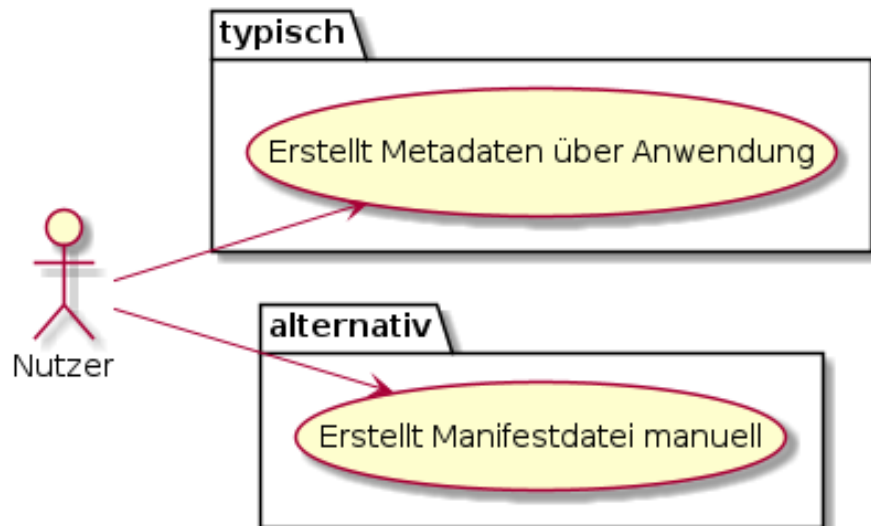 typisch
Erstellt Metadaten über Anwendung
Nutzer
alternativ
Erstellt Manifestdatei manuell